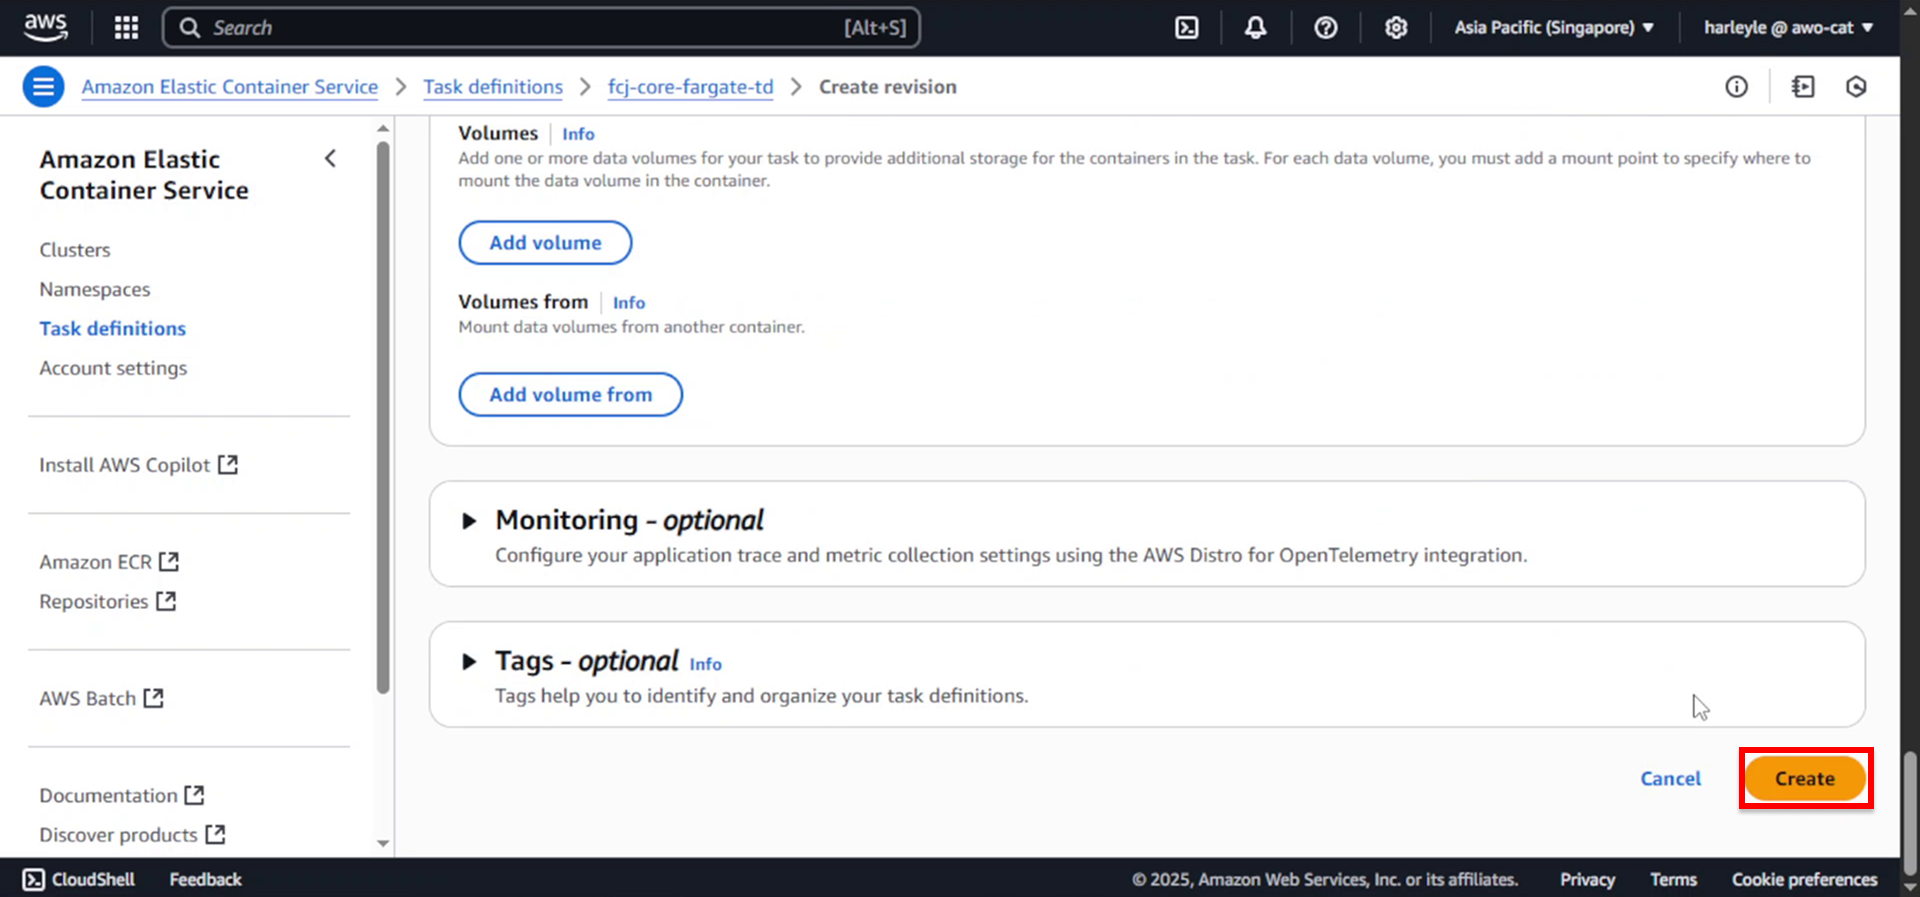 aws
Search
[Alt+S]
Asia Pacific (Singapore)
harleyle @ awo-cat
Amazon Elastic Container Service
Task definitions
fcj-core-fargate-td
Create revision
Amazon Elastic
Container Service
Clusters
Namespaces
Task definitions
Account settings
Install AWS Copilot
Amazon ECR
Repositories
AWS Batch
Documentation
Discover products
Volumes
Info
Add one or more data volumes for your task to provide additional storage for the containers in the task. For each data volume, you must add a mount point to specify where to
mount the data volume in the container.
Add volume
Volumes from
Info
Mount data volumes from another container.
Add volume from
Monitoring - optional
Configure your application trace and metric collection settings using the AWS Distro for OpenTelemetry integration.
Tags - optional
Info
Tags help you to identify and organize your task definitions.
Cancel
Create
CloudShell
Feedback
© 2025, Amazon Web Services, Inc. or its affiliates.
Privacy
Terms
Cookie preferences